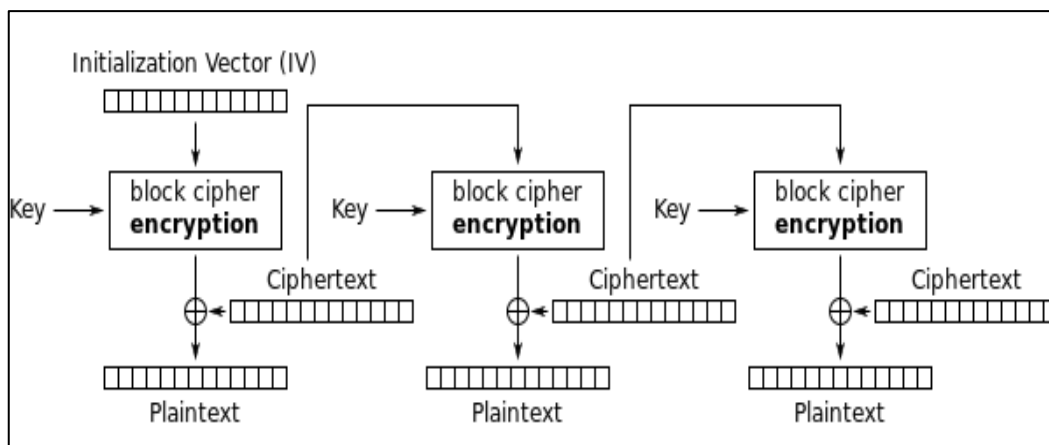 Initialization Vector (IV)
Key
block cipher
encryption
Ciphertext
Plaintext
Key
block cipher
encryption
Ciphertext
Plaintext
Key
block cipher
encryption
Ciphertext
Plaintext